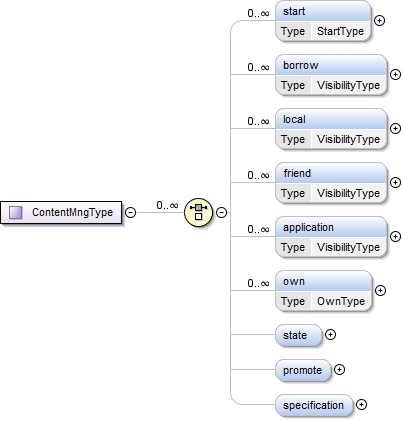 0..∞ start
Type StartType
0..∞ borrow
Type VisibilityType
0..∞ local
Type VisibilityType
0..∞ friend
Type VisibilityType
ContentMngType 0..∞
0..∞ application
Type VisibilityType
0..∞ own
Type OwnType
state
promote
specification